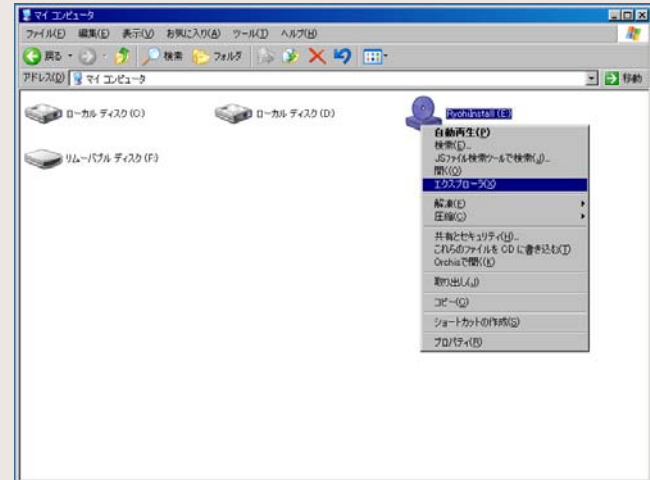 マイ コンピュータ
ファイル(F) 編集(E) 表示(V) お気に入り(A) ツール(T) ヘルプ(H)
戻る 検索 フォルダ
アドレス(D) マイ コンピュータ 移動
ローカル ディスク (C) ローカル ディスク (D) RyohiInstall (E)
リムーバブル ディスク (F)
自動再生(P)
検索(E)...
JSファイル検索ツールで検索(J)...
開く(O)
エクスプローラ(X)
解凍(E)
圧縮(C)
共有とセキュリティ(H)...
これらのファイルを CD に書き込む(T)
Orchisで開く(K)
取り出し(J)
コピー(C)
ショートカットの作成(S)
プロパティ(R)